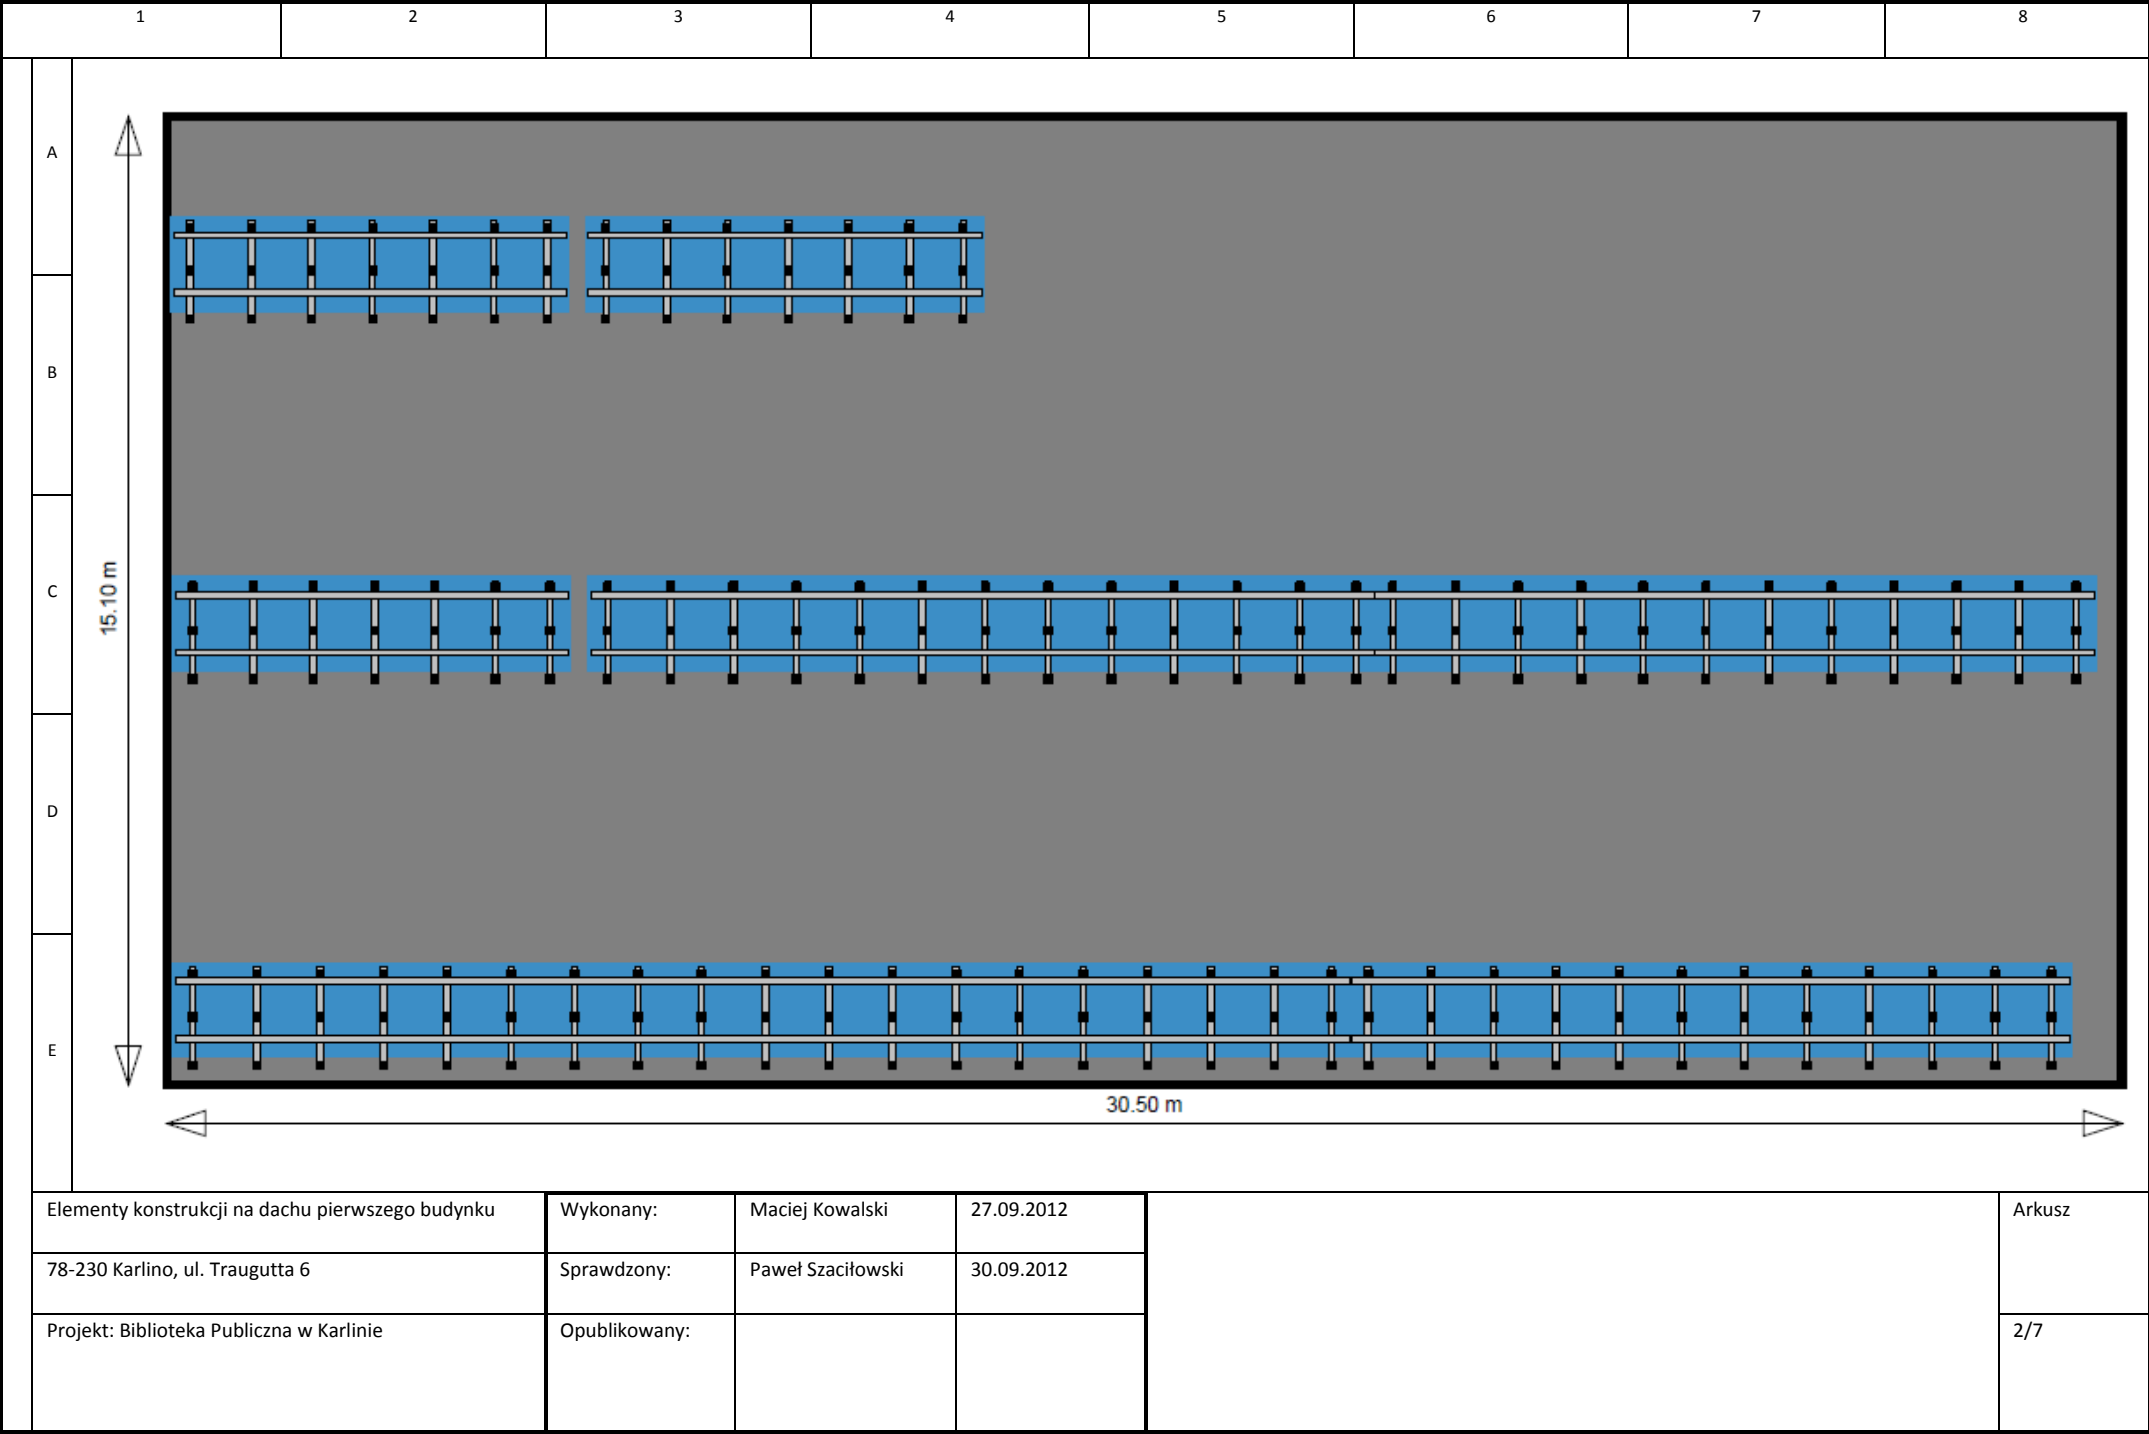 1 2 3 4 5 6 7 8
A
B
C
D
E
15.10 m
30.50 m
Elementy konstrukcji na dachu pierwszego budynku Wykonany: Maciej Kowalski 27.09.2012 Arkusz
78-230 Karlino, ul. Traugutta 6 Sprawdzony: Paweł Szaciłowski 30.09.2012
Projekt: Biblioteka Publiczna w Karlinie Opublikowany: 2/7